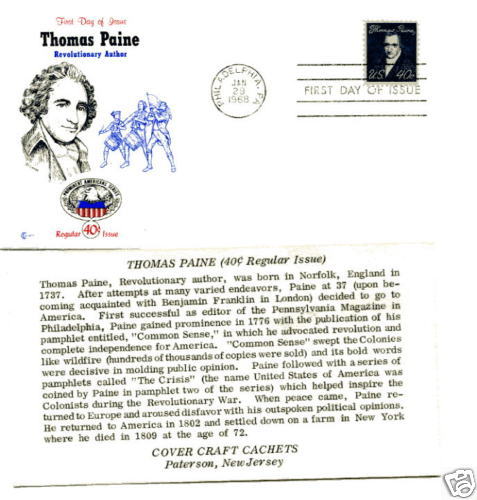 First Day of Issue
Thomas Paine
Revolutionary Author
Thomas Paine
U.S. 40¢
PHILADELPHIA, PA
JAN
29
1968
FIRST DAY OF ISSUE
PROMINENT AMERICANS SERIES
Regular 40¢ Issue
THOMAS PAINE (40¢ Regular Issue)
Thomas Paine, Revolutionary author, was born in Norfolk, England in
1737. After attempts at many varied endeavors, Paine at 37 (upon be-
coming acquainted with Benjamin Franklin in London) decided to go to
America. First successful as editor of the Pennsylvania Magazine in
Philadelphia, Paine gained prominence in 1776 with the publication of his
pamphlet entitled, "Common Sense," in which he advocated revolution and
complete independence for America. "Common Sense" swept the Colonies
like wildfire (hundreds of thousands of copies were sold) and its bold words
were decisive in molding public opinion. Paine followed with a series of
pamphlets called "The Crisis" (the name United States of America was
coined by Paine in pamphlet two of the series) which helped inspire the
Colonists during the Revolutionary War. When peace came, Paine re-
turned to Europe and aroused disfavor with his outspoken political opinions.
He returned to America in 1802 and settled down on a farm in New York
where he died in 1809 at the age of 72.
COVER CRAFT CACHETS
Paterson, New Jersey